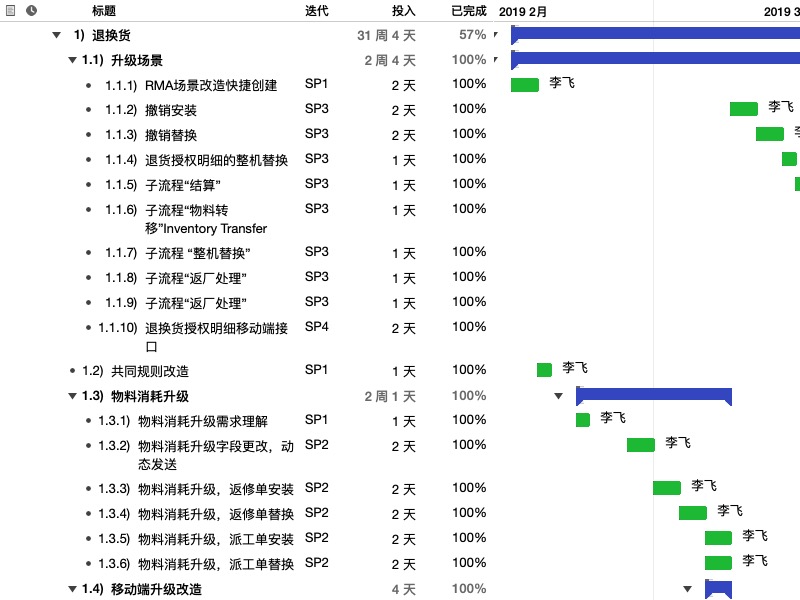 标题 迭代 投入 已完成 2019 2月 2019 3
1) 退换货 31 周 4 天 57%
1.1) 升级场景 2 周 4 天 100%
1.1.1) RMA场景改造快捷创建 SP1 2 天 100% 李飞
1.1.2) 撤销安装 SP3 2 天 100% 李飞
1.1.3) 撤销替换 SP3 2 天 100%
1.1.4) 退货授权明细的整机替换 SP3 1 天 100%
1.1.5) 子流程“结算” SP3 1 天 100%
1.1.6) 子流程“物料转 SP3 1 天 100%
移”Inventory Transfer
1.1.7) 子流程 “整机替换” SP3 1 天 100%
1.1.8) 子流程“返厂处理” SP3 1 天 100%
1.1.9) 子流程“返厂处理” SP3 1 天 100%
1.1.10) 退换货授权明细移动端接 SP4 2 天 100%
口
1.2) 共同规则改造 SP1 1 天 100% 李飞
1.3) 物料消耗升级 2 周 1 天 100%
1.3.1) 物料消耗升级需求理解 SP1 1 天 100% 李飞
1.3.2) 物料消耗升级字段更改，动 SP2 2 天 100% 李飞
态发送
1.3.3) 物料消耗升级，返修单安装 SP2 2 天 100% 李飞
1.3.4) 物料消耗升级，返修单替换 SP2 2 天 100% 李飞
1.3.5) 物料消耗升级，派工单安装 SP2 2 天 100% 李飞
1.3.6) 物料消耗升级，派工单替换 SP2 2 天 100% 李飞
1.4) 移动端升级改造 4 天 100%